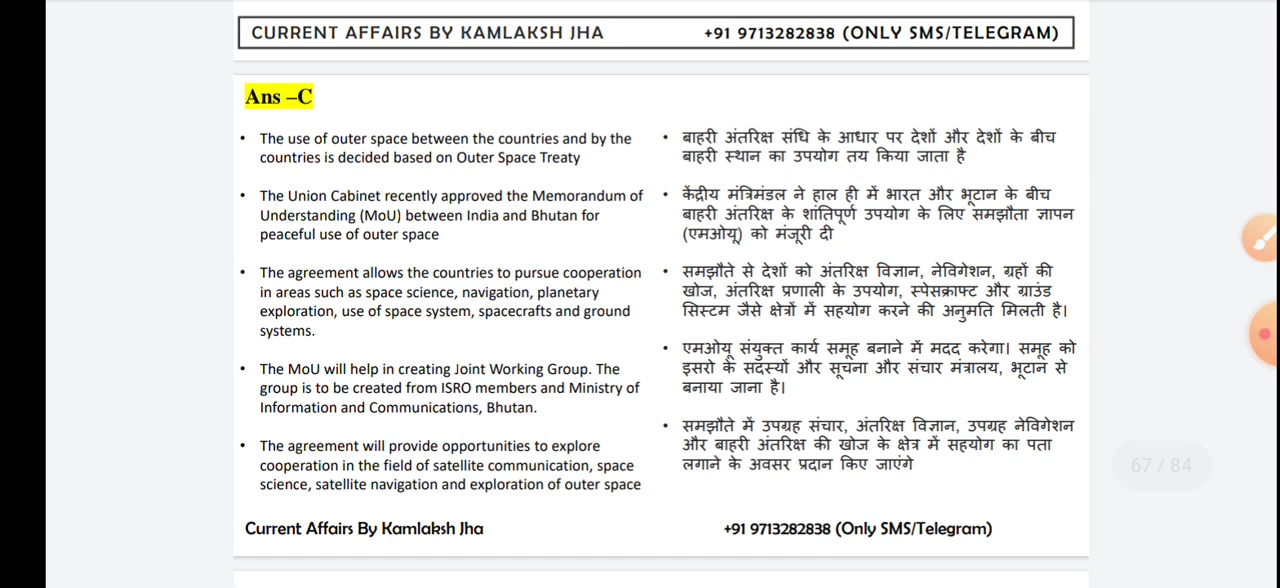 CURRENT AFFAIRS BY KAMLAKSH JHA +91 9713282838 (ONLY SMS/TELEGRAM)
Ans –C
• The use of outer space between the countries and by the
countries is decided based on Outer Space Treaty
• The Union Cabinet recently approved the Memorandum of
Understanding (MoU) between India and Bhutan for
peaceful use of outer space
• The agreement allows the countries to pursue cooperation
in areas such as space science, navigation, planetary
exploration, use of space system, spacecrafts and ground
systems.
• The MoU will help in creating Joint Working Group. The
group is to be created from ISRO members and Ministry of
Information and Communications, Bhutan.
• The agreement will provide opportunities to explore
cooperation in the field of satellite communication, space
science, satellite navigation and exploration of outer space
• बाहरी अंतरिक्ष संधि के आधार पर देशों और देशों के बीच
बाहरी स्थान का उपयोग तय किया जाता है
• केंद्रीय मंत्रिमंडल ने हाल ही में भारत और भूटान के बीच
बाहरी अंतरिक्ष के शांतिपूर्ण उपयोग के लिए समझौता ज्ञापन
(एमओयू) को मंजूरी दी
• समझौते से देशों को अंतरिक्ष विज्ञान, नेविगेशन, ग्रहों की
खोज, अंतरिक्ष प्रणाली के उपयोग, स्पेसक्राफ्ट और ग्राउंड
सिस्टम जैसे क्षेत्रों में सहयोग करने की अनुमति मिलती है।
• एमओयू संयुक्त कार्य समूह बनाने में मदद करेगा। समूह को
इसरो के सदस्यों और सूचना और संचार मंत्रालय, भूटान से
बनाया जाना है।
• समझौते में उपग्रह संचार, अंतरिक्ष विज्ञान, उपग्रह नेविगेशन
और बाहरी अंतरिक्ष की खोज के क्षेत्र में सहयोग का पता
लगाने के अवसर प्रदान किए जाएंगे
67 / 84
Current Affairs By Kamlaksh Jha +91 9713282838 (Only SMS/Telegram)